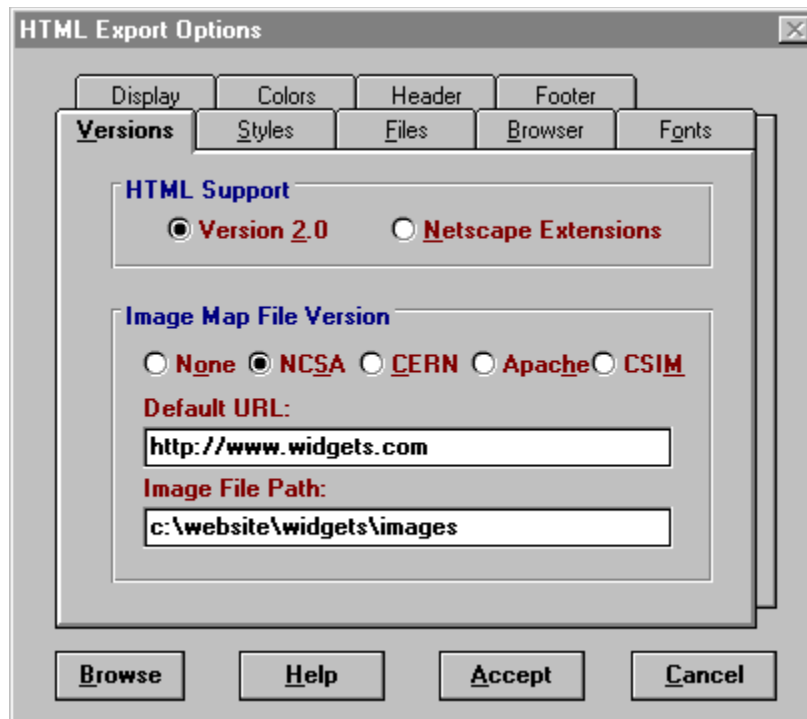 HTML Export Options
Display Colors Header Footer
Versions Styles Files Browser Fonts
HTML Support
Version 2.0 Netscape Extensions
Image Map File Version
None NCSA CERN Apache CSIM
Default URL:
http://www.widgets.com
Image File Path:
c:\website\widgets\images
Browse Help Accept Cancel